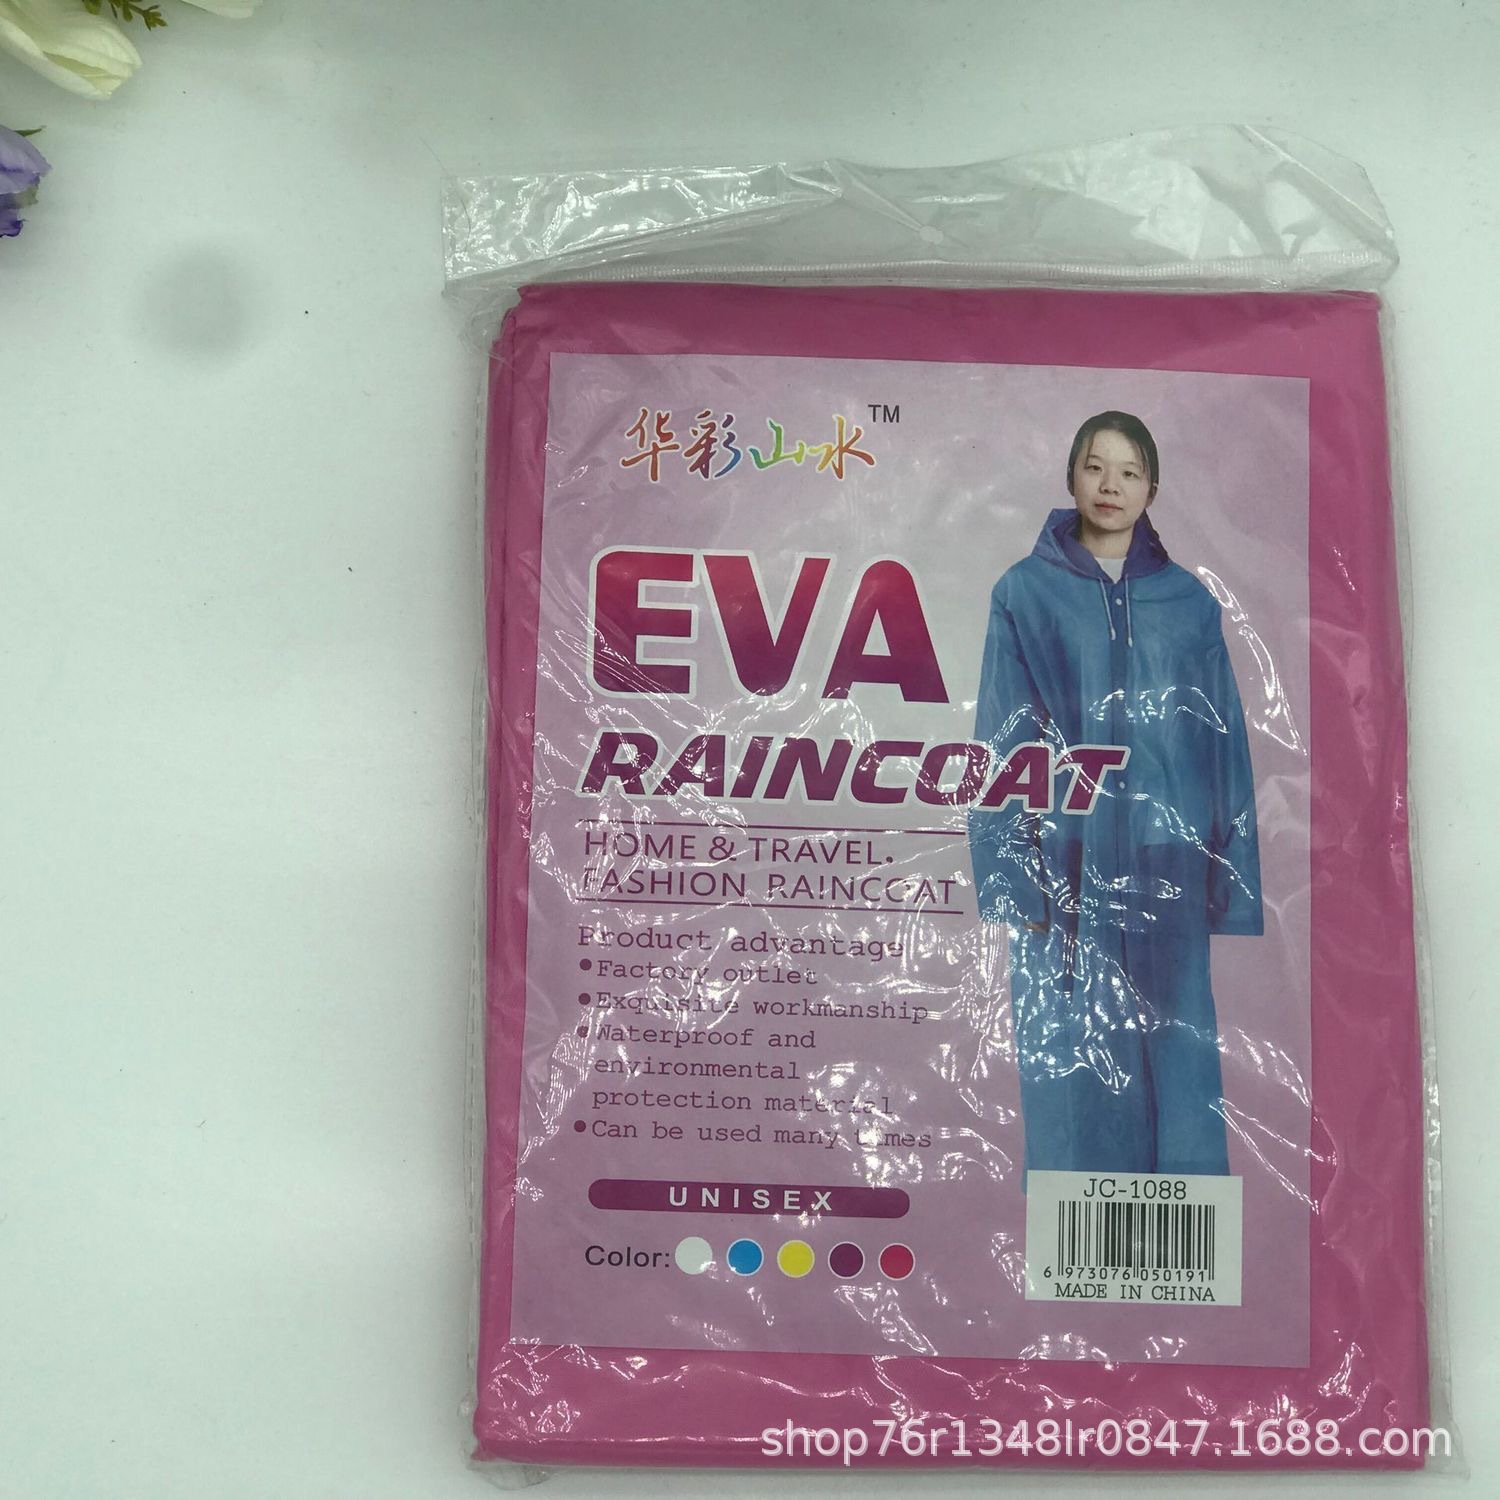 华彩山水™
EVA
RAINCOAT
HOME & TRAVEL.
FASHION RAINCOAT
Product advantage
•Factory outlet
•Exquisite workmanship
•Waterproof and
environmental
protection material
•Can be used many times
UNISEX
Color:
JC-1088
6 973076 050191
MADE IN CHINA
shop76r1348lr0847.1688.com